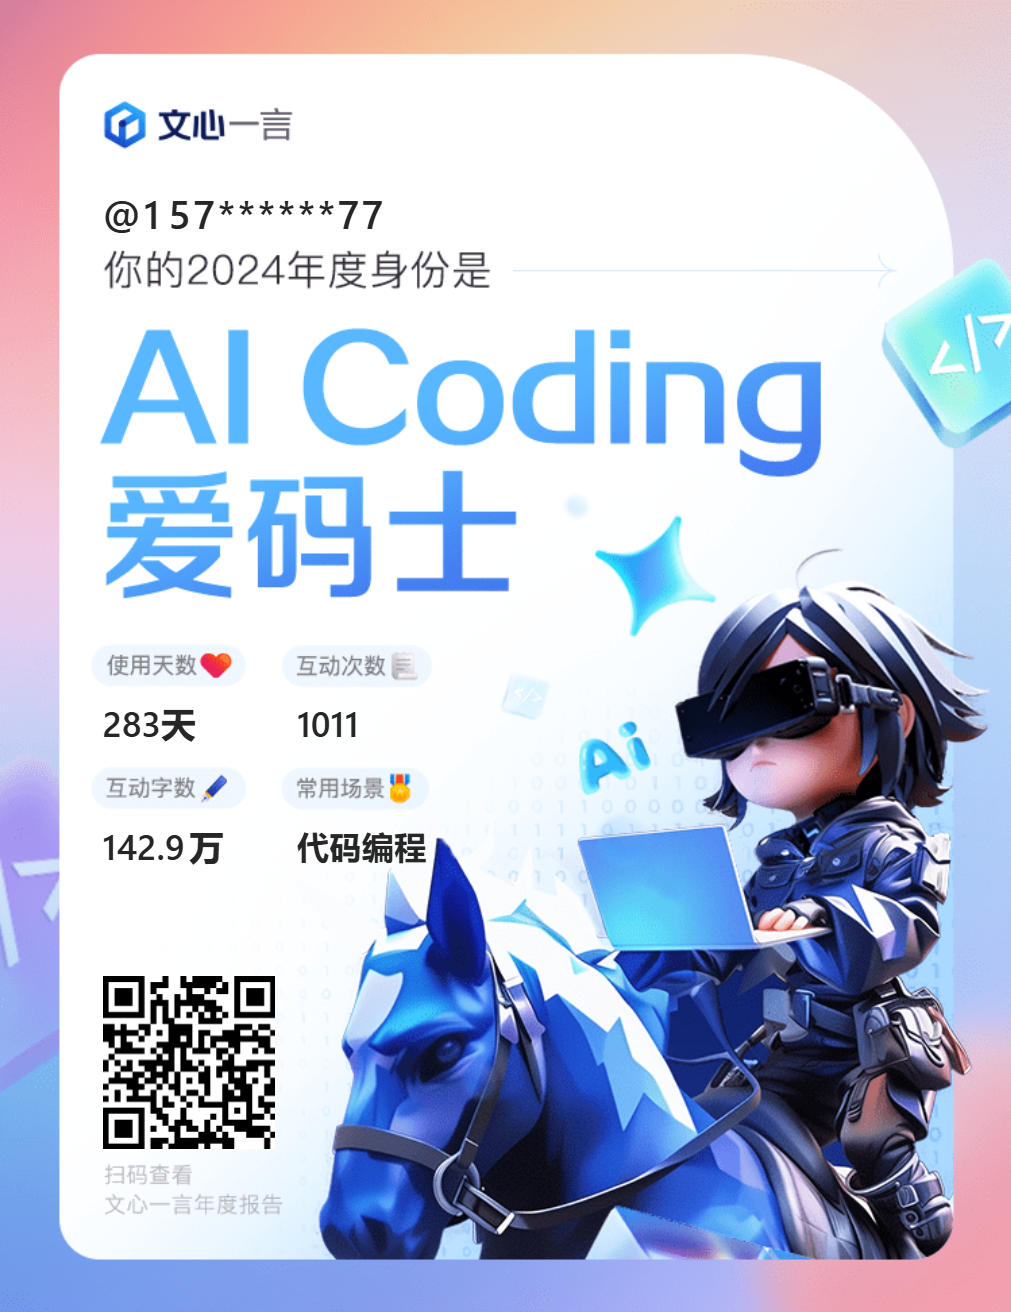 文心一言
@157******77
你的2024年度身份是
AI Coding
爱码士
使用天数
互动次数
283天
1011
互动字数
常用场景
142.9万
代码编程
Ai
</>
</>
扫码查看
文心一言年度报告